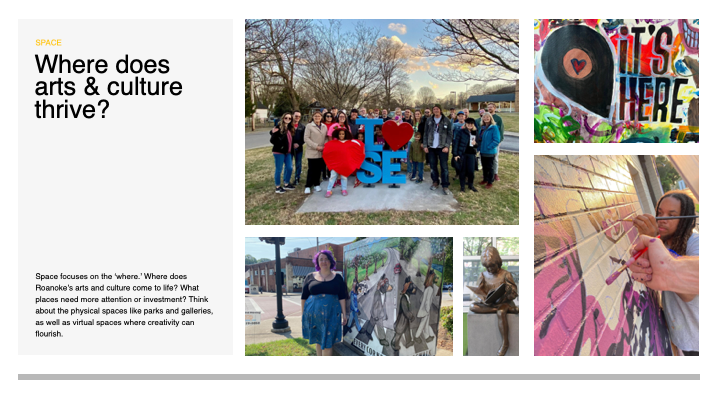 SPACE
Where does
arts & culture
thrive?
Space focuses on the ‘where.’ Where does
Roanoke’s arts and culture come to life? What
places need more attention or investment? Think
about the physical spaces like parks and galleries,
as well as virtual spaces where creativity can
flourish.
SE
iT'S
HERE